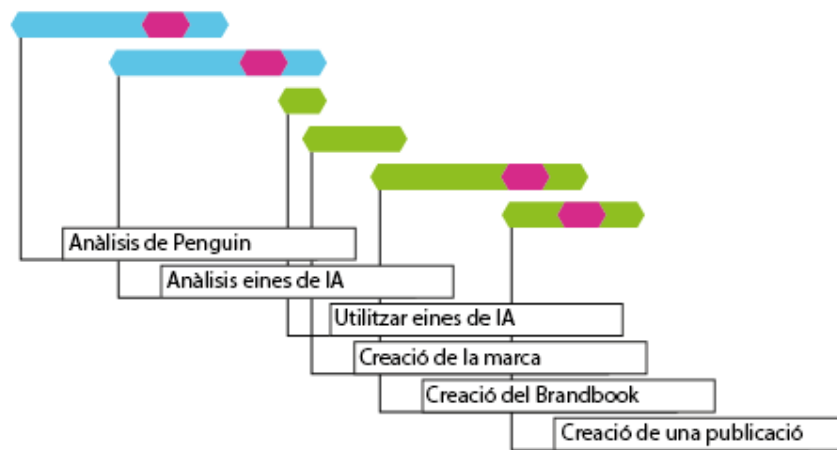 Anàlisis de Penguin
Anàlisis eines de IA
Utilitzar eines de IA
Creació de la marca
Creació del Brandbook
Creació de una publicació